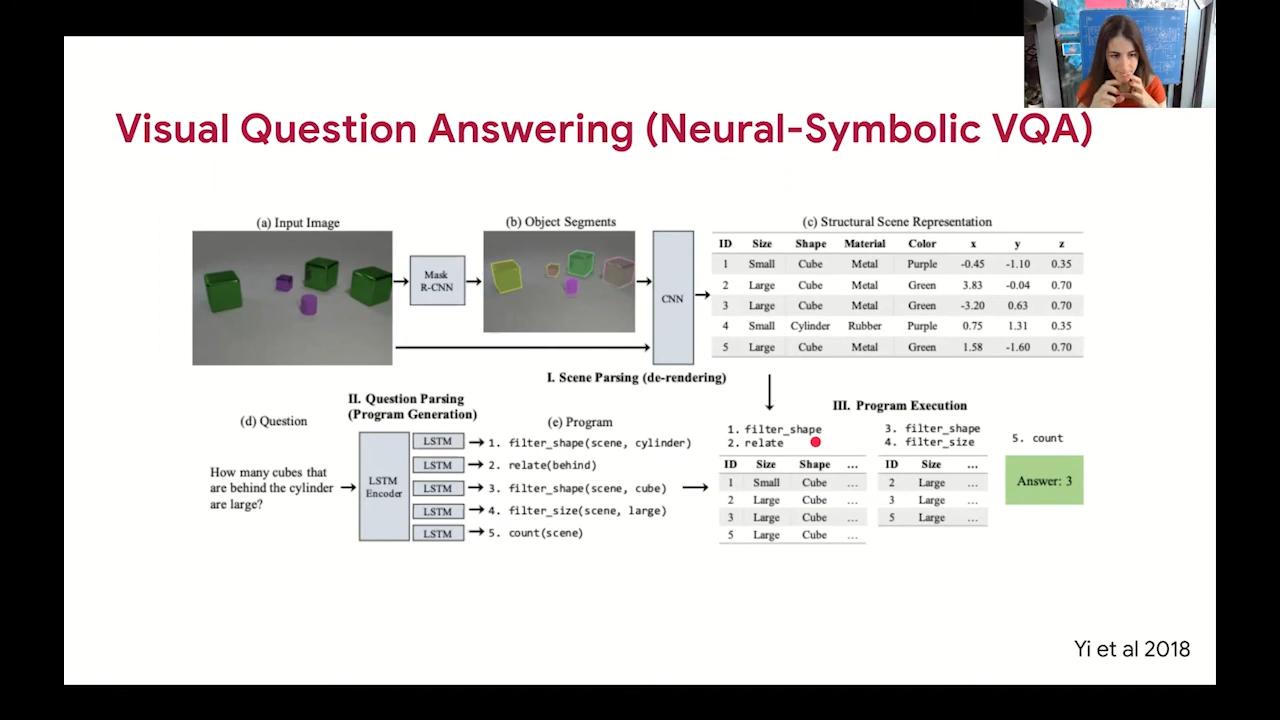 Visual Question Answering (Neural-Symbolic VQA)
(a) Input Image
(b) Object Segments
(c) Structural Scene Representation
Mask
R-CNN
CNN
ID Size Shape Material Color x y z
1 Small Cube Metal Purple -0.45 -1.10 0.35
2 Large Cube Metal Green 3.83 -0.04 0.70
3 Large Cube Metal Green -3.20 0.63 0.70
4 Small Cylinder Rubber Purple 0.75 1.31 0.35
5 Large Cube Metal Green 1.58 -1.60 0.70
I. Scene Parsing (de-rendering)
II. Question Parsing
(Program Generation)
III. Program Execution
(d) Question
How many cubes that
are behind the cylinder
are large?
LSTM
Encoder
LSTM
LSTM
LSTM
LSTM
LSTM
(e) Program
1. filter_shape(scene, cylinder)
2. relate(behind)
3. filter_shape(scene, cube)
4. filter_size(scene, large)
5. count(scene)
1. filter_shape
2. relate
ID Size Shape ...
1 Small Cube ...
2 Large Cube ...
3 Large Cube ...
5 Large Cube ...
3. filter_shape
4. filter_size
ID Size ...
2 Large ...
3 Large ...
5 Large ...
5. count
Answer: 3
Yi et al 2018